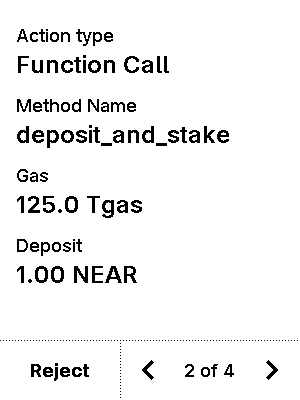 Action type
Function Call
Method Name
deposit_and_stake
Gas
125.0 Tgas
Deposit
1.00 NEAR
Reject
2 of 4